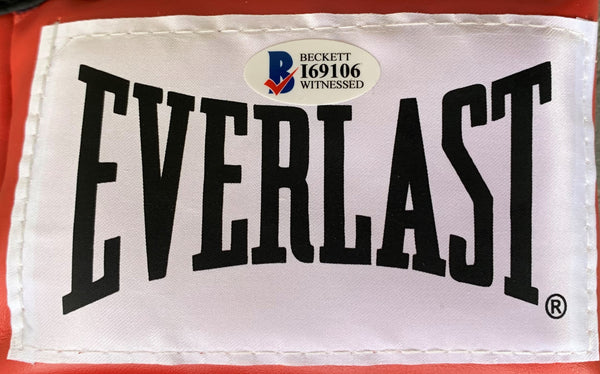 BECKETT
I69106
WITNESSED
EVERLAST
®